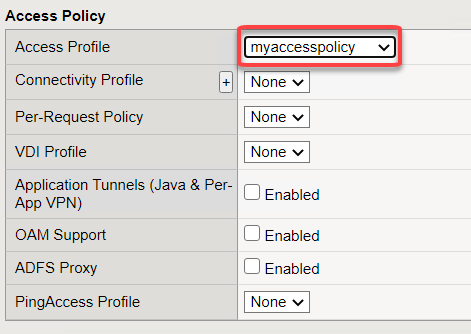 Access Policy
Access Profile myaccesspolicy
Connectivity Profile + None
Per-Request Policy None
VDI Profile None
Application Tunnels (Java & Per-
App VPN) Enabled
OAM Support Enabled
ADFS Proxy Enabled
PingAccess Profile None